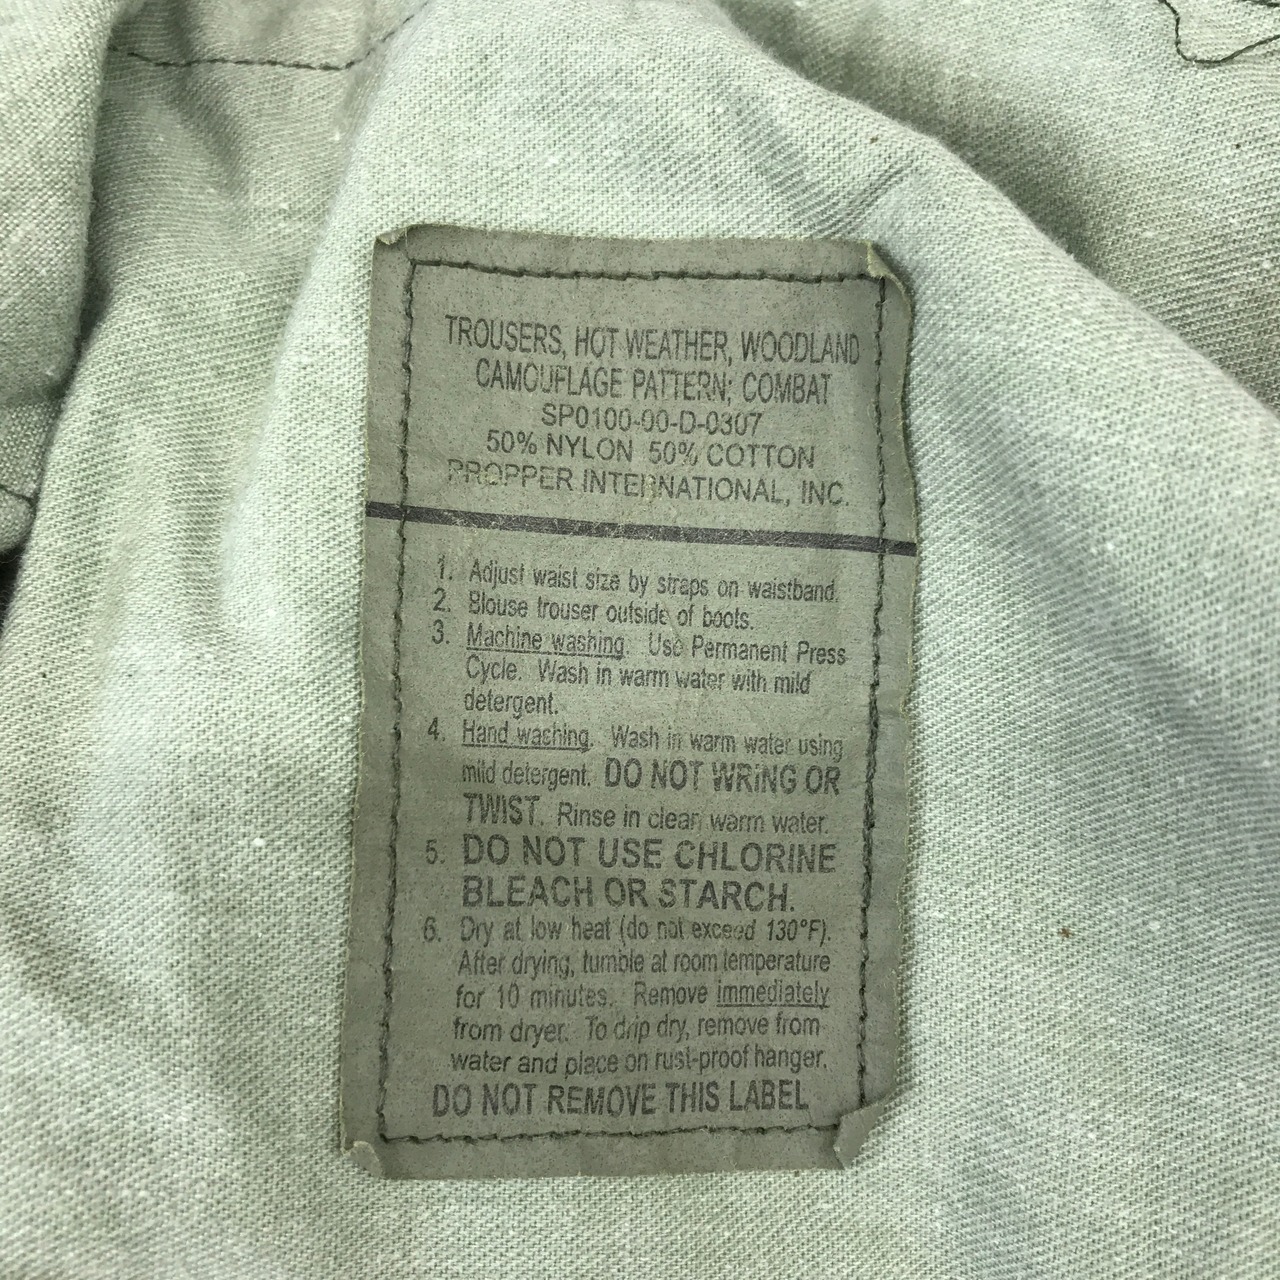 TROUSERS, HOT WEATHER, WOODLAND
CAMOUFLAGE PATTERN; COMBAT
SP0100-00-D-0307
50% NYLON 50% COTTON
PROPPER INTERNATIONAL, INC.
1. Adjust waist size by straps on waistband.
2. Blouse trouser outside of boots.
3. Machine washing. Use Permanent Press
Cycle. Wash in warm water with mild
detergent.
4. Hand washing. Wash in warm water using
mild detergent. DO NOT WRING OR
TWIST. Rinse in clean warm water.
5. DO NOT USE CHLORINE
BLEACH OR STARCH.
6. Dry at low heat (do not exceed 130°F).
After drying, tumble at room temperature
for 10 minutes. Remove immediately
from dryer. To drip dry, remove from
water and place on rust-proof hanger.
DO NOT REMOVE THIS LABEL